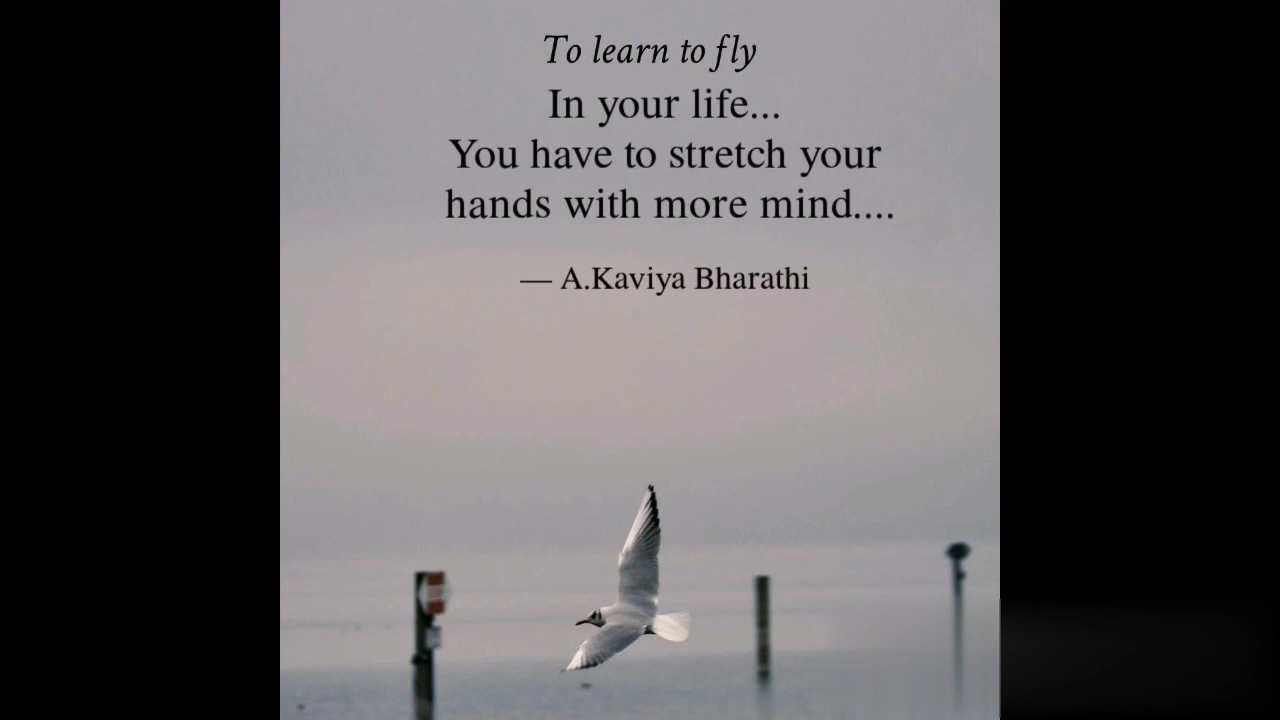 To learn to fly
In your life...
You have to stretch your
hands with more mind....
— A.Kaviya Bharathi